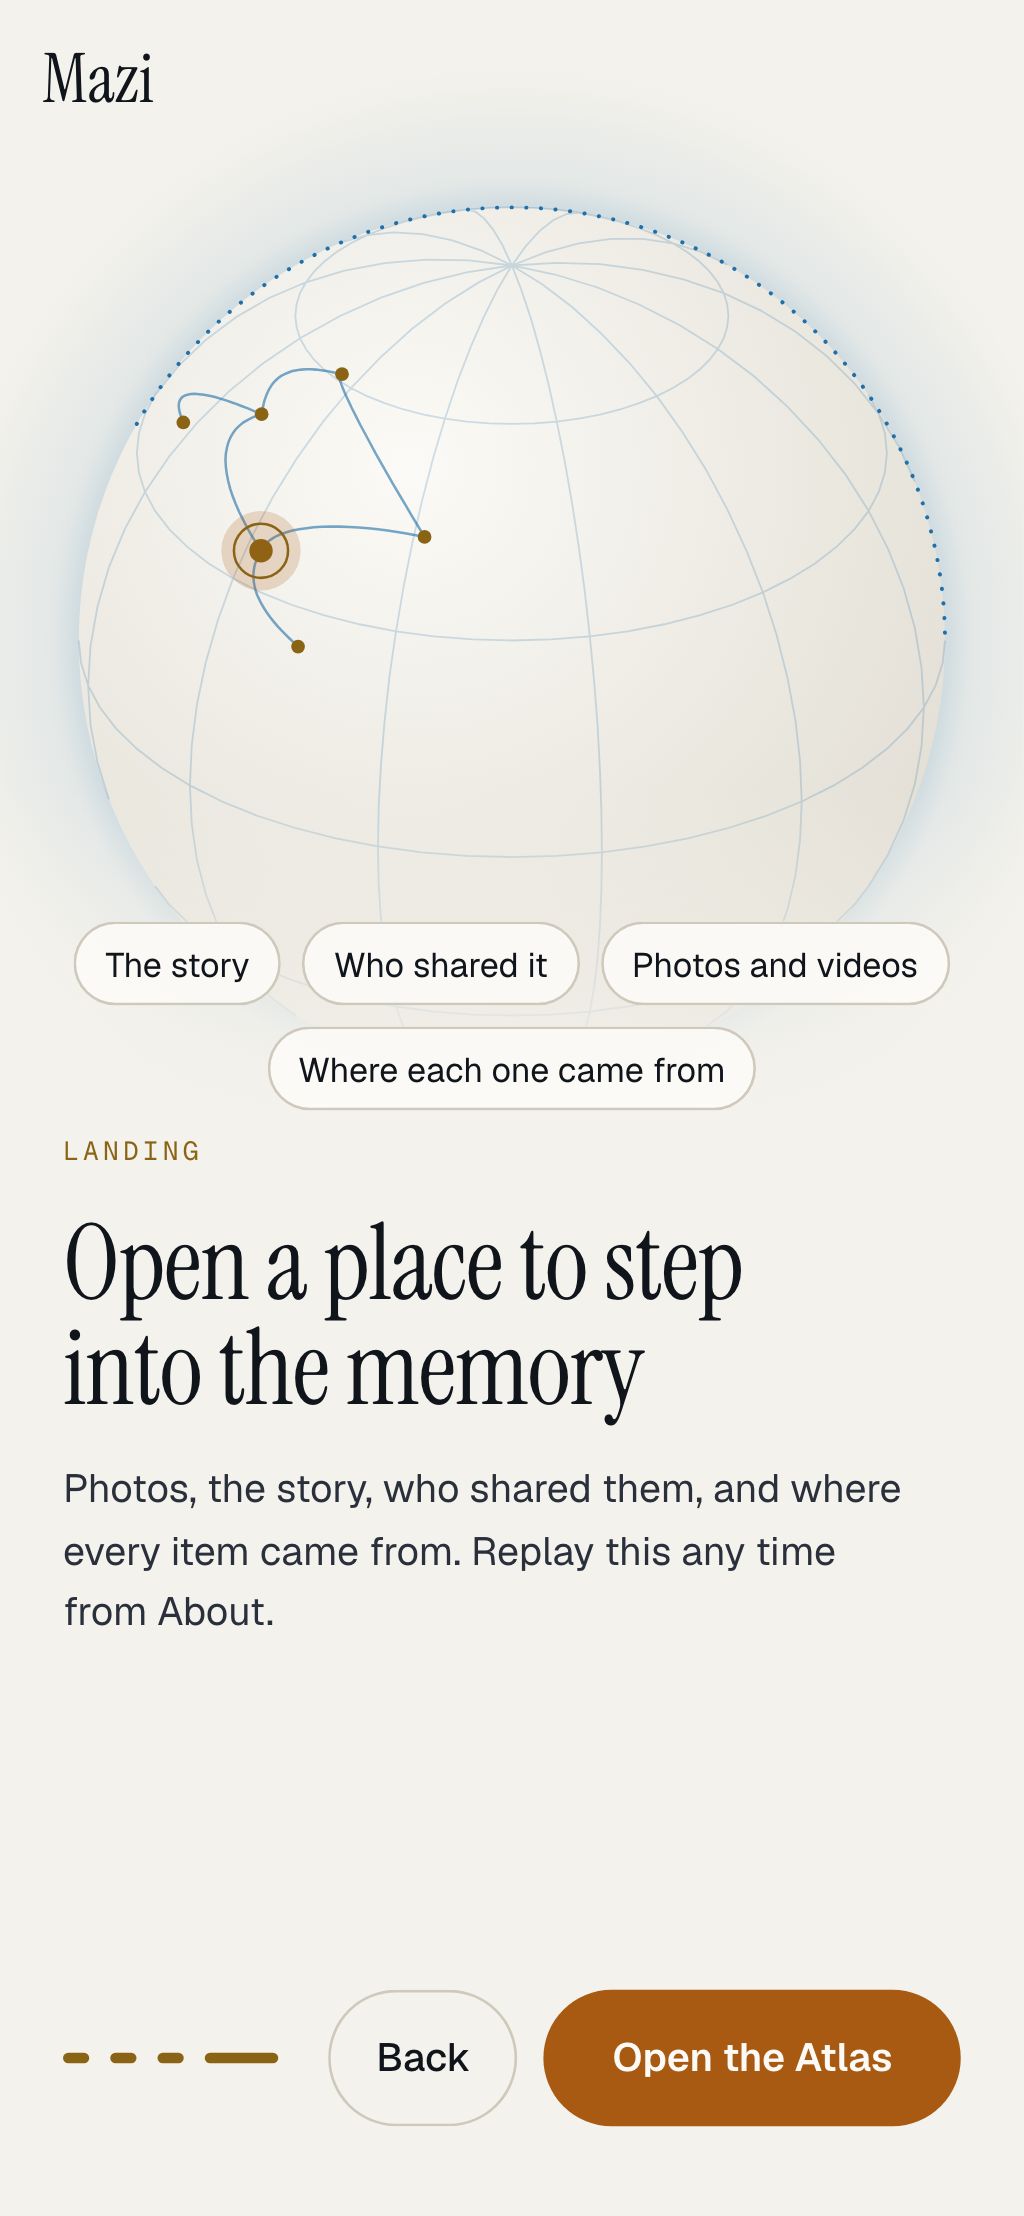 Mazi
The story
Who shared it
Photos and videos
Where each one came from
LANDING
Open a place to step
into the memory
Photos, the story, who shared them, and where
every item came from. Replay this any time
from About.
Back
Open the Atlas